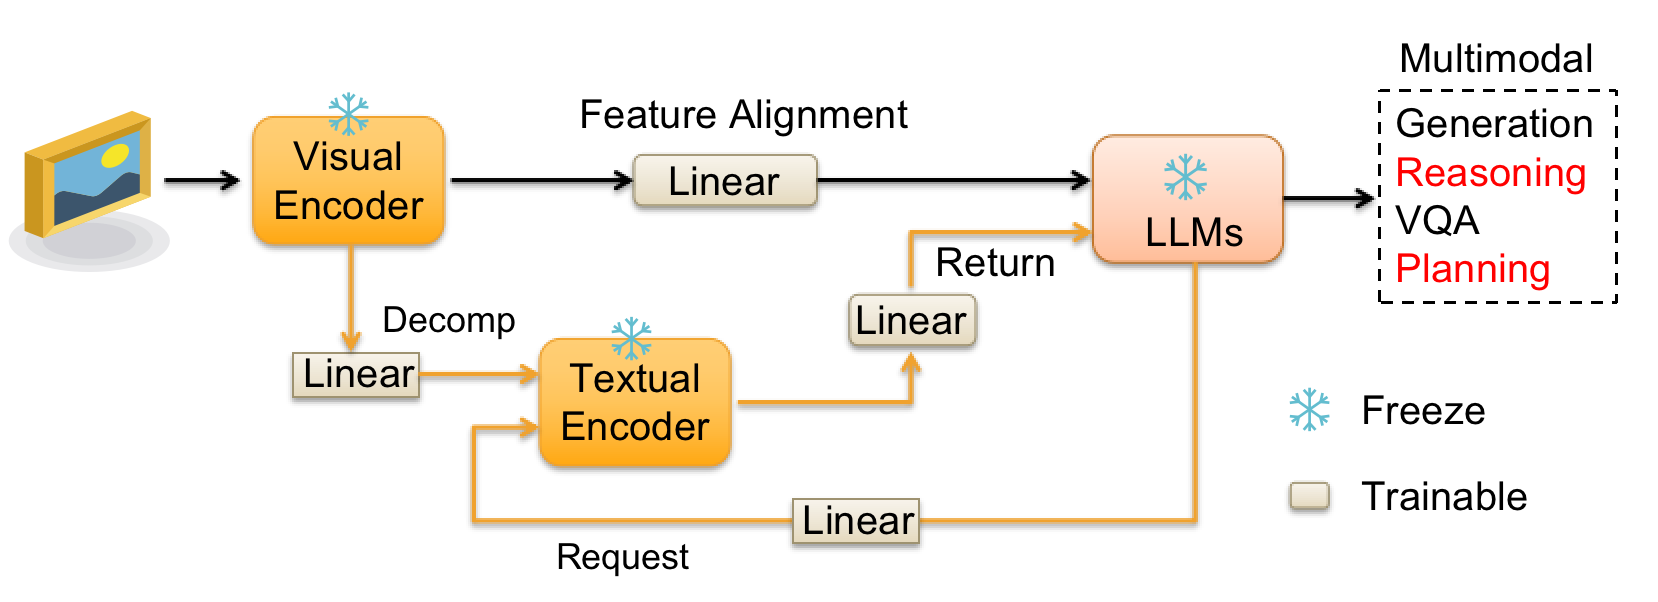 Multimodal
Feature Alignment
Generation
Visual
Encoder
Linear
Reasoning
LLMs
VQA
Return
Planning
Decomp
Linear
Linear
Textual
Encoder
Freeze
Linear
Trainable
Request